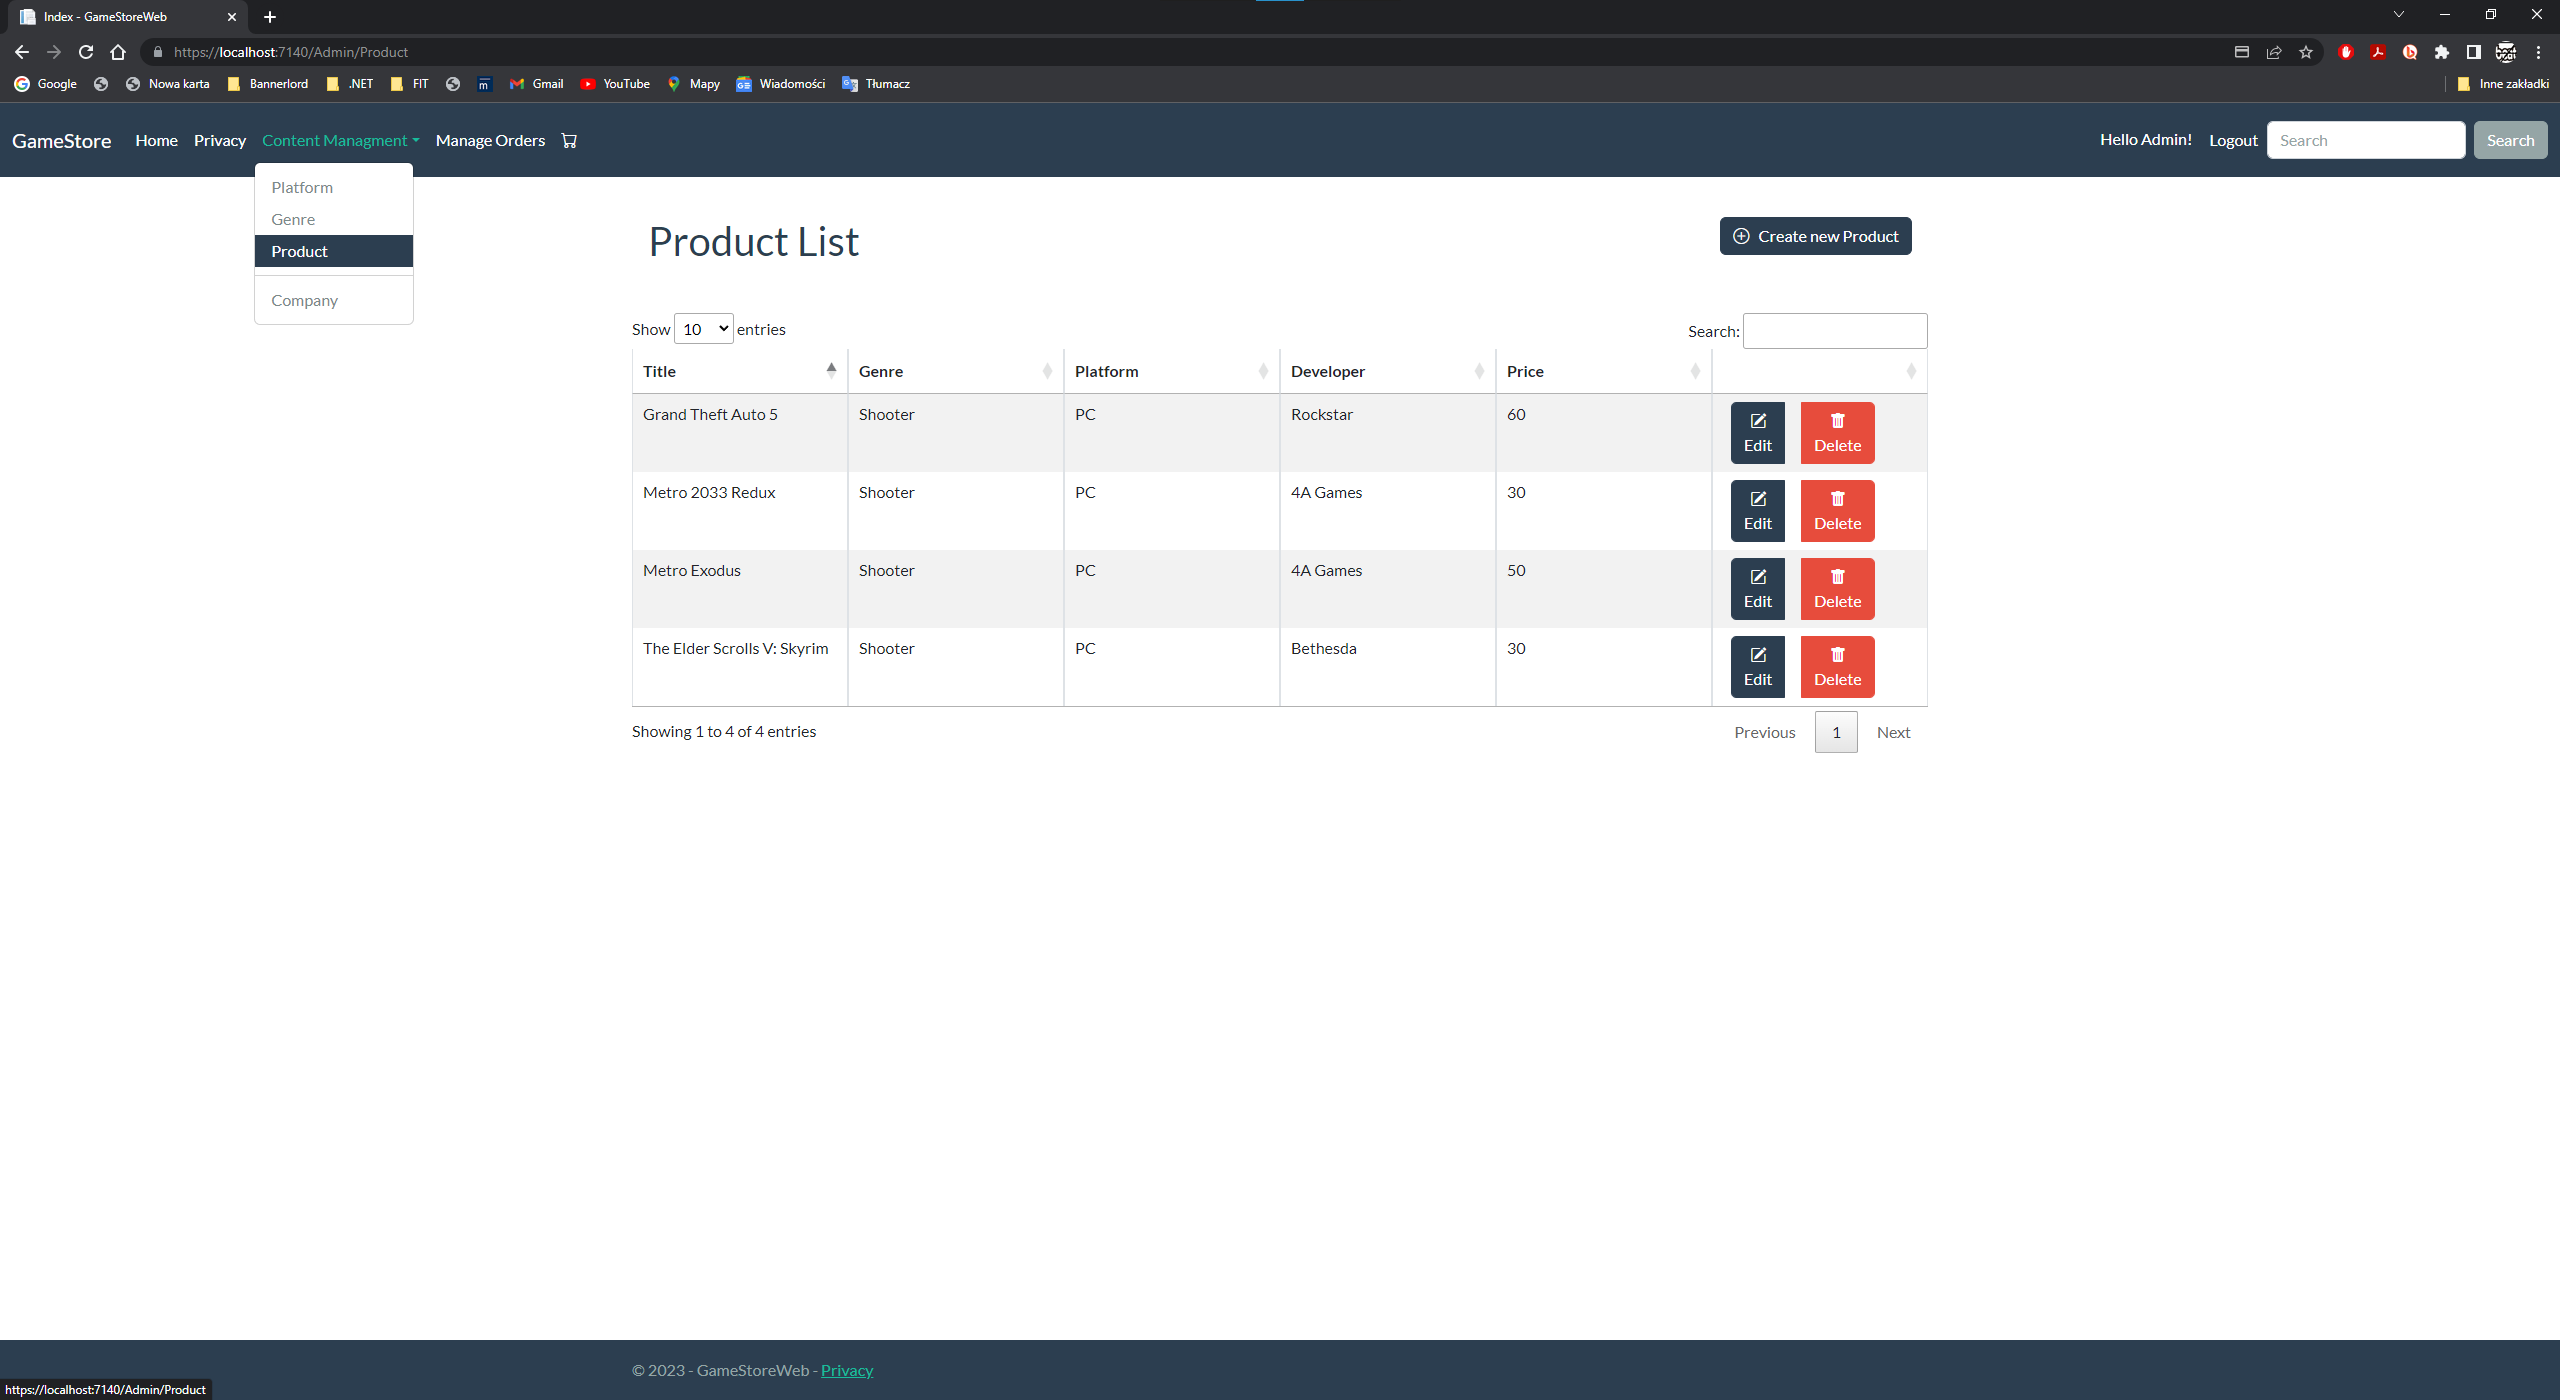 Index - GameStoreWeb
https://localhost:7140/Admin/Product
Google Nowa karta Bannerlord .NET FIT m Gmail YouTube Mapy Wiadomości Tłumacz Inne zakładki
GameStore Home Privacy Content Managment Manage Orders Hello Admin! Logout Search Search
Platform
Genre
Product
Company
Product List Create new Product
Show 10 entries Search:
Title Genre Platform Developer Price
Grand Theft Auto 5 Shooter PC Rockstar 60 Edit Delete
Metro 2033 Redux Shooter PC 4A Games 30 Edit Delete
Metro Exodus Shooter PC 4A Games 50 Edit Delete
The Elder Scrolls V: Skyrim Shooter PC Bethesda 30 Edit Delete
Showing 1 to 4 of 4 entries Previous 1 Next
© 2023 - GameStoreWeb - Privacy
https://localhost:7140/Admin/Product